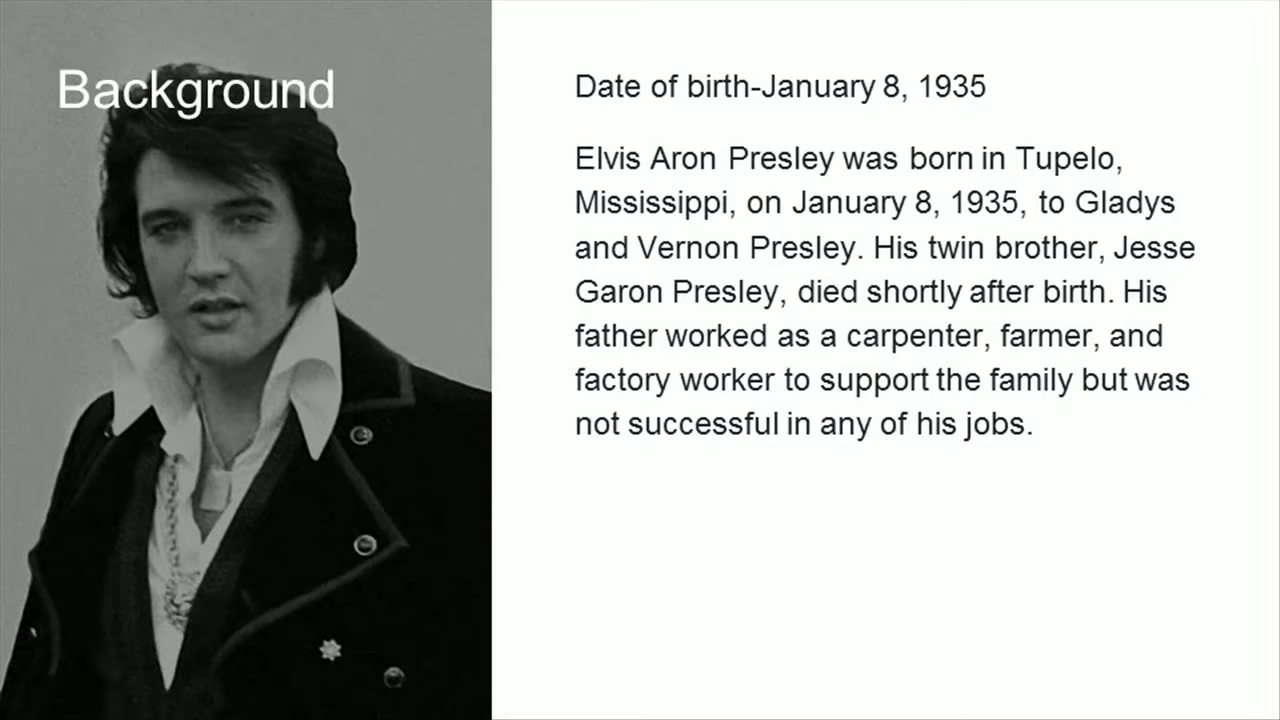 Background
Date of birth-January 8, 1935
Elvis Aron Presley was born in Tupelo,
Mississippi, on January 8, 1935, to Gladys
and Vernon Presley. His twin brother, Jesse
Garon Presley, died shortly after birth. His
father worked as a carpenter, farmer, and
factory worker to support the family but was
not successful in any of his jobs.